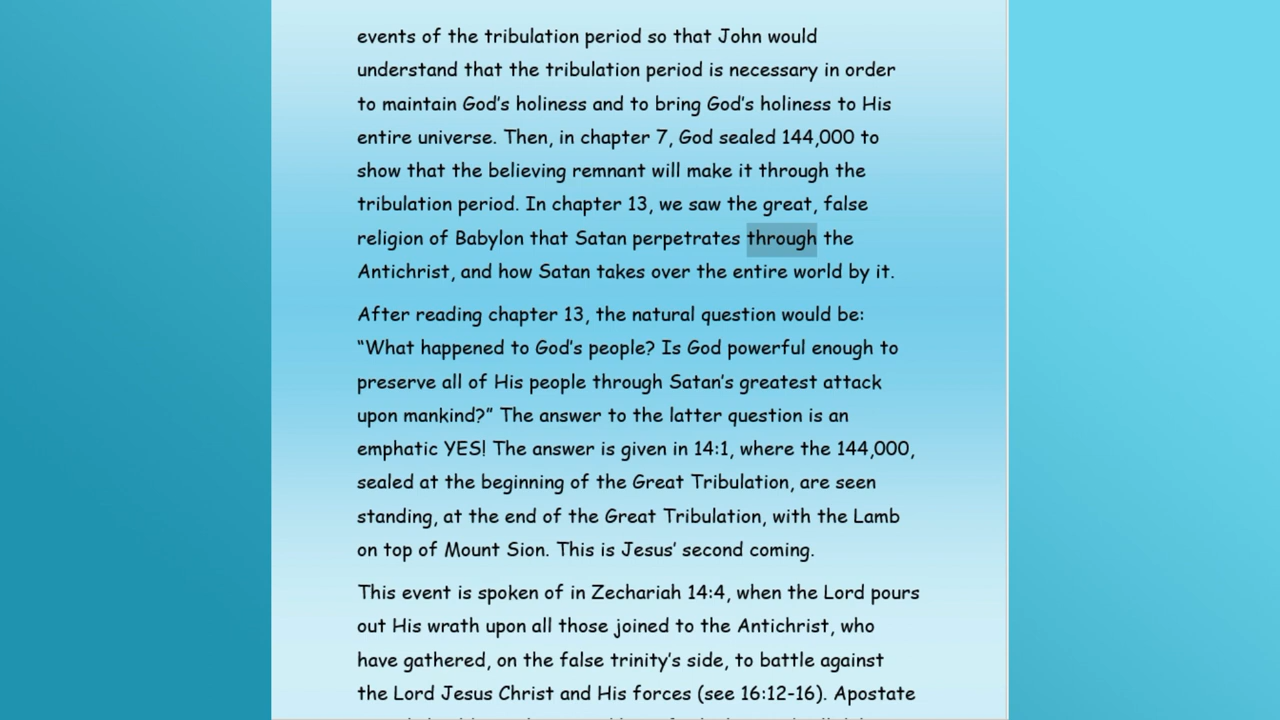 events of the tribulation period so that John would
understand that the tribulation period is necessary in order
to maintain God's holiness and to bring God's holiness to His
entire universe. Then, in chapter 7, God sealed 144,000 to
show that the believing remnant will make it through the
tribulation period. In chapter 13, we saw the great, false
religion of Babylon that Satan perpetrates through the
Antichrist, and how Satan takes over the entire world by it.
After reading chapter 13, the natural question would be:
“What happened to God's people? Is God powerful enough to
preserve all of His people through Satan's greatest attack
upon mankind?” The answer to the latter question is an
emphatic YES! The answer is given in 14:1, where the 144,000,
sealed at the beginning of the Great Tribulation, are seen
standing, at the end of the Great Tribulation, with the Lamb
on top of Mount Sion. This is Jesus' second coming.
This event is spoken of in Zechariah 14:4, when the Lord pours
out His wrath upon all those joined to the Antichrist, who
have gathered, on the false trinity's side, to battle against
the Lord Jesus Christ and His forces (see 16:12-16). Apostate